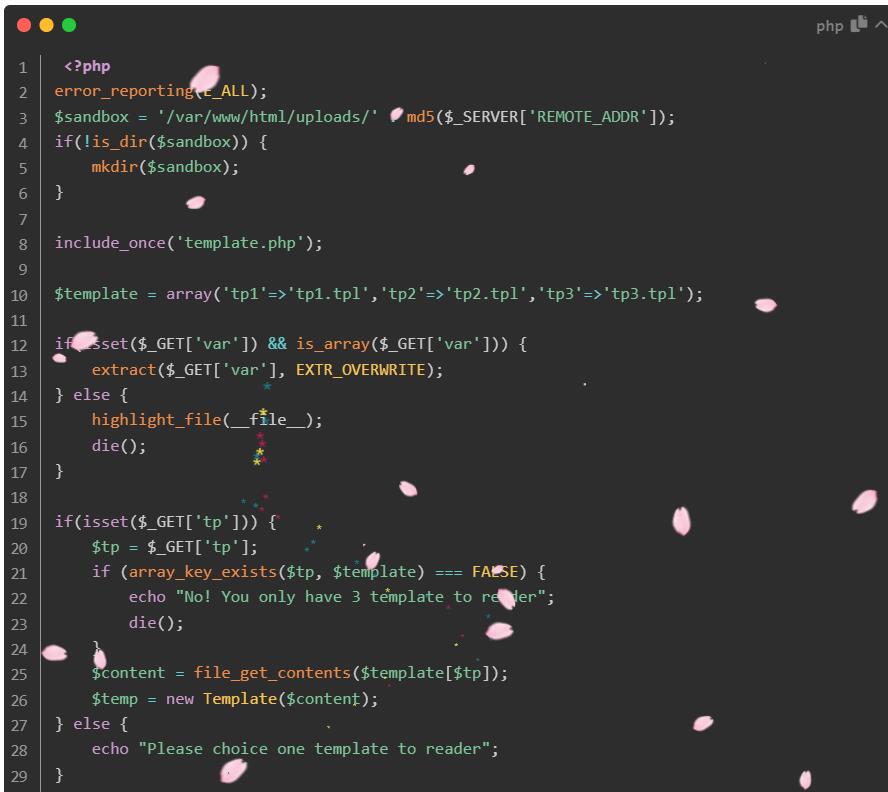 php
1 <?php
2 error_reporting(E_ALL);
3 $sandbox = '/var/www/html/uploads/' . md5($_SERVER['REMOTE_ADDR']);
4 if(!is_dir($sandbox)) {
5 mkdir($sandbox);
6 }
7
8 include_once('template.php');
9
10 $template = array('tp1'=>'tp1.tpl','tp2'=>'tp2.tpl','tp3'=>'tp3.tpl');
11
12 if(isset($_GET['var']) && is_array($_GET['var'])) {
13 extract($_GET['var'], EXTR_OVERWRITE);
14 } else {
15 highlight_file(__file__);
16 die();
17 }
18
19 if(isset($_GET['tp'])) {
20 $tp = $_GET['tp'];
21 if (array_key_exists($tp, $template) === FALSE) {
22 echo "No! You only have 3 template to reader";
23 die();
24 }
25 $content = file_get_contents($template[$tp]);
26 $temp = new Template($content);
27 } else {
28 echo "Please choice one template to reader";
29 }